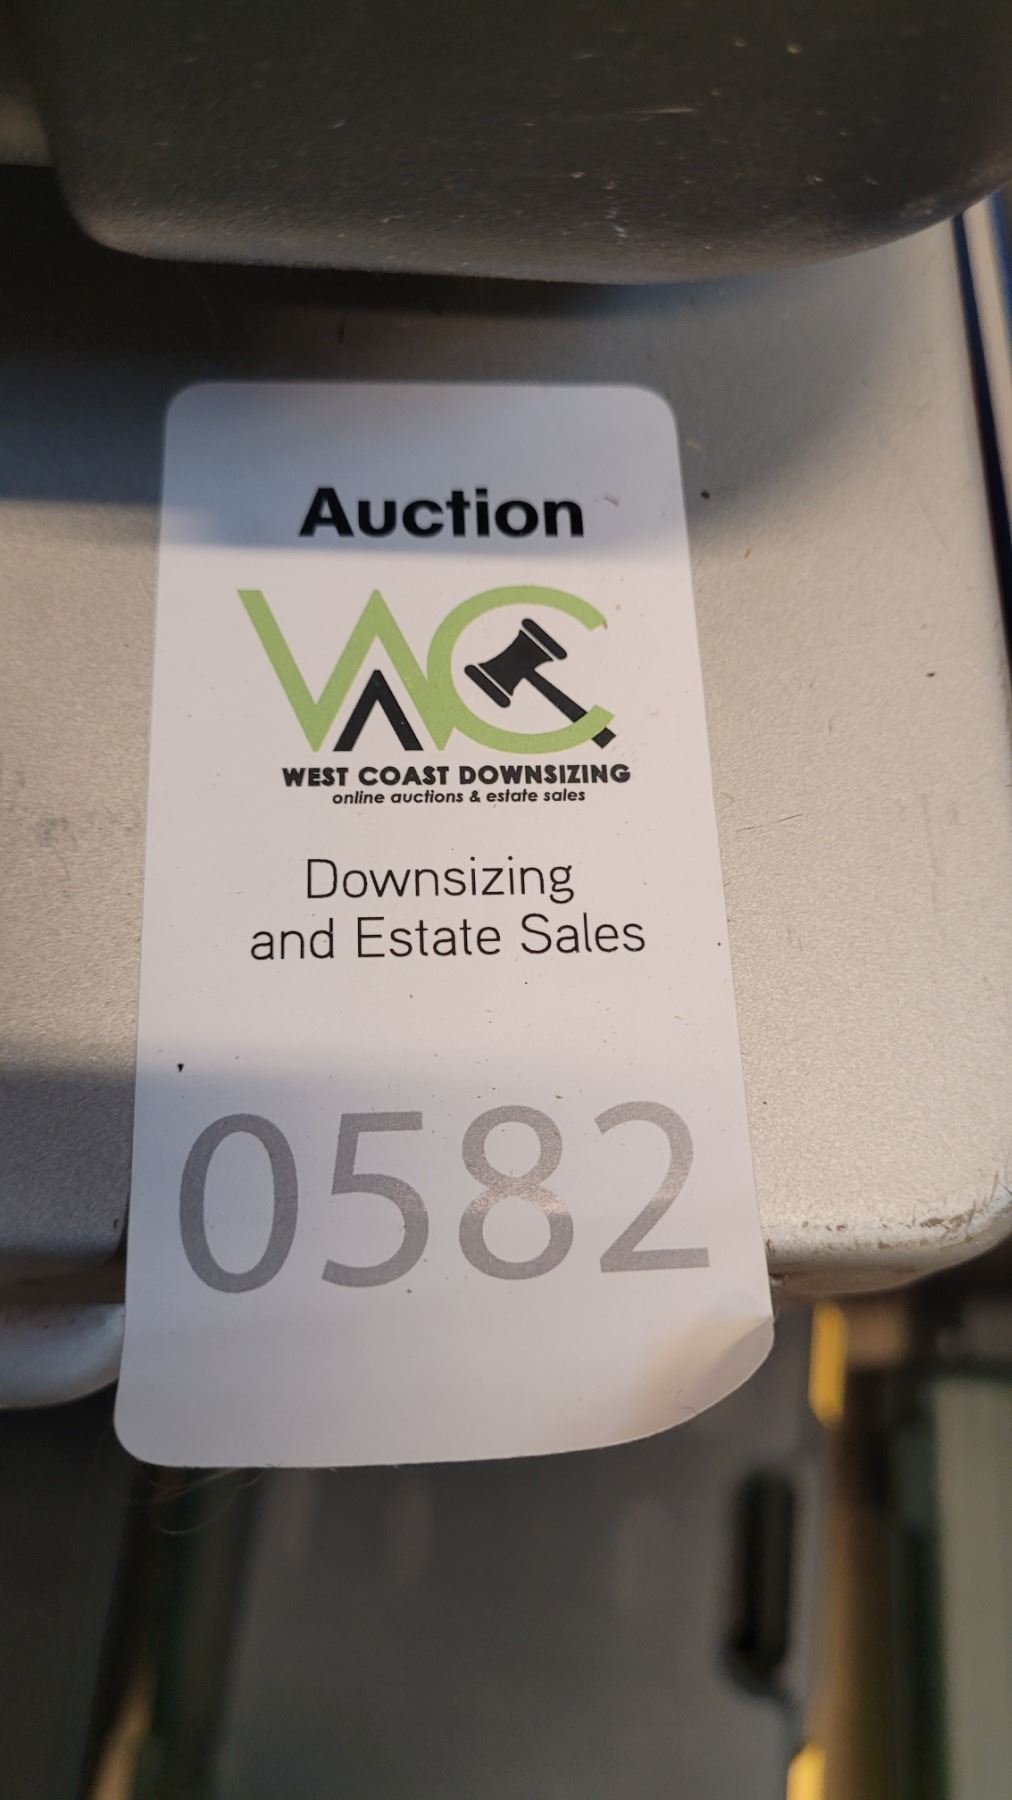 Auction
WC
WEST COAST DOWNSIZING
online auctions & estate sales
Downsizing
and Estate Sales
0582